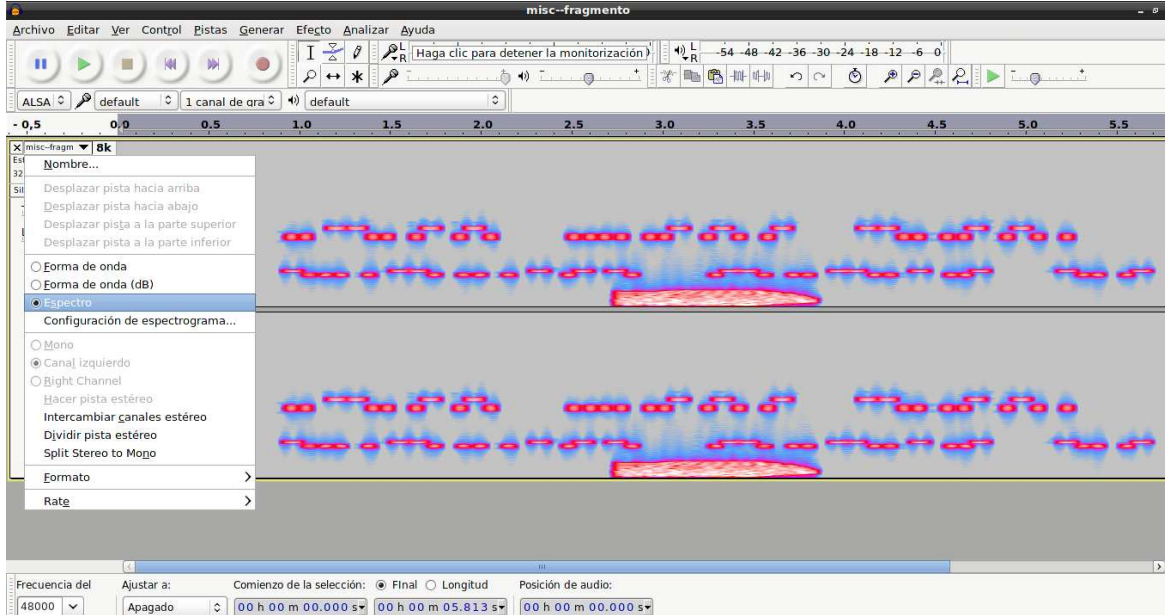 misc--fragmento
Archivo Editar Ver Control Pistas Generar Efecto Analizar Ayuda
L R Haga clic para detener la monitorización L R -54 -48 -42 -36 -30 -24 -18 -12 -6 0
ALSA default 1 canal de gra default
- 0,5 0.0 0.5 1.0 1.5 2.0 2.5 3.0 3.5 4.0 4.5 5.0 5.5
misc--fragm 8k
Est
32
Sil
Nombre...
Desplazar pista hacia arriba
Desplazar pista hacia abajo
Desplazar pista a la parte superior
Desplazar pista a la parte inferior
Forma de onda
Forma de onda (dB)
Espectro
Configuración de espectrograma...
Mono
Canal izquierdo
Right Channel
Hacer pista estéreo
Intercambiar canales estéreo
Dividir pista estéreo
Split Stereo to Mono
Formato
Rate
Frecuencia del Ajustar a: Comienzo de la selección: FInal Longitud Posición de audio:
48000 Apagado 00 h 00 m 00.000 s 00 h 00 m 05.813 s 00 h 00 m 00.000 s